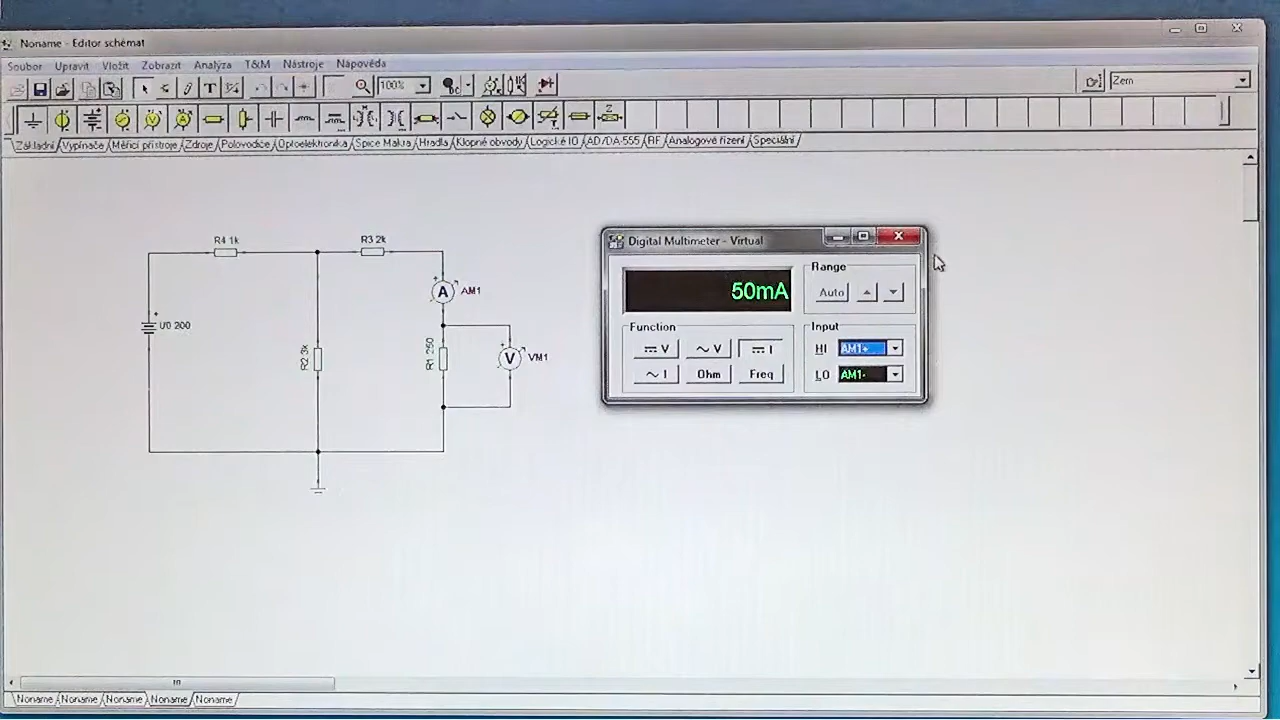 Noname - Editor schémat
Soubor Upravit Vložit Zobrazit Analýza T&M Nástroje Nápověda
100% Zem
Základní Vypínače Měřicí přístroje Zdroje Polovodiče Optoelektronika Spice Makra Hradla Klopné obvody Logické IO AD/DA-555 RF Analogové řízení Speciální
R4 1k
R3 2k
A AM1
U0 200
R2 3k
R1 250
V VM1
Digital Multimeter - Virtual
50mA
Range
Auto
Function
V V I
I Ohm Freq
Input
HI AM1+
LO AM1-
Noname Noname Noname Noname Noname